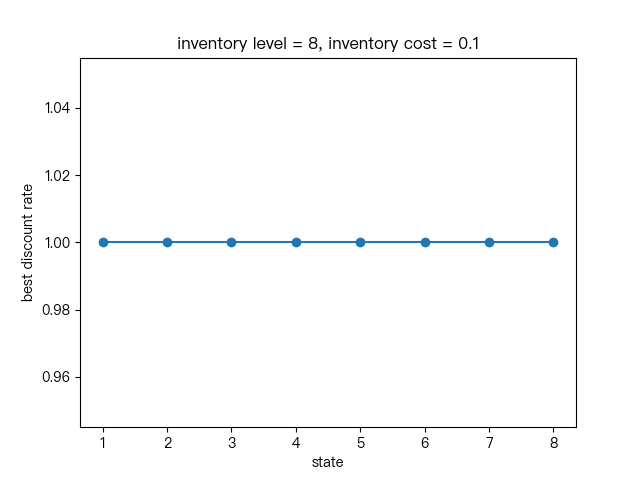 inventory level = 8, inventory cost = 0.1
1.04
1.02
1.00
0.98
0.96
best discount rate
1 2 3 4 5 6 7 8
state